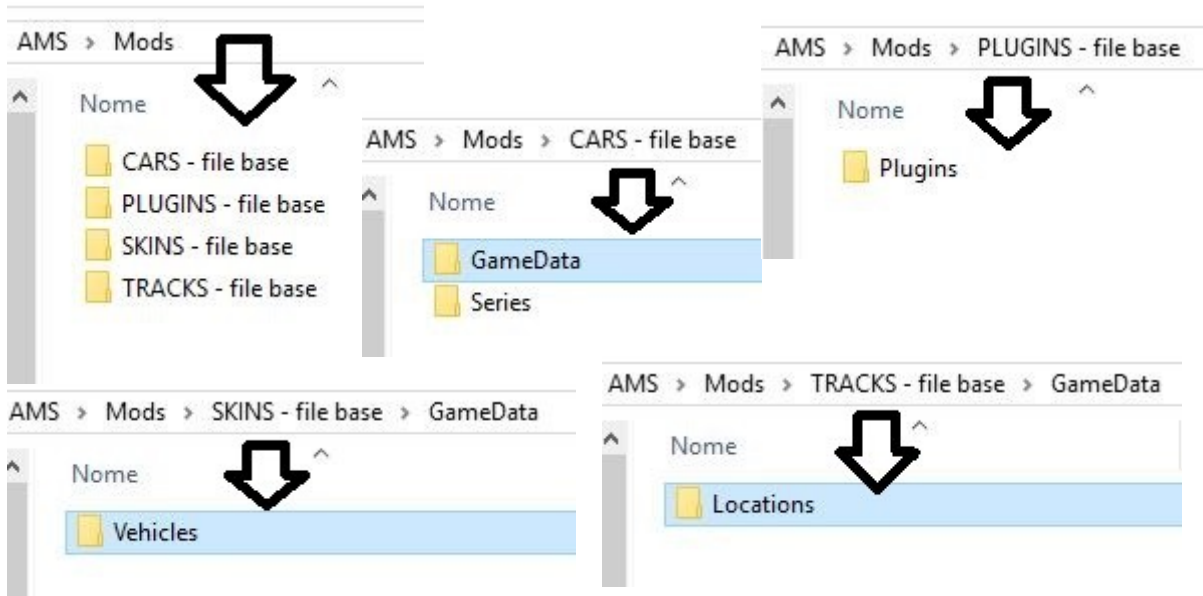 AMS > Mods
Nome
CARS - file base
PLUGINS - file base
SKINS - file base
TRACKS - file base
AMS > Mods > CARS - file base
Nome
GameData
Series
AMS > Mods > PLUGINS - file base
Nome
Plugins
AMS > Mods > SKINS - file base > GameData
Nome
Vehicles
AMS > Mods > TRACKS - file base > GameData
Nome
Locations